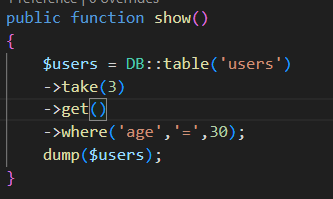 public function show()
{
    $users = DB::table('users')
    ->take(3)
    ->get()
    ->where('age','=',30);
    dump($users);
}